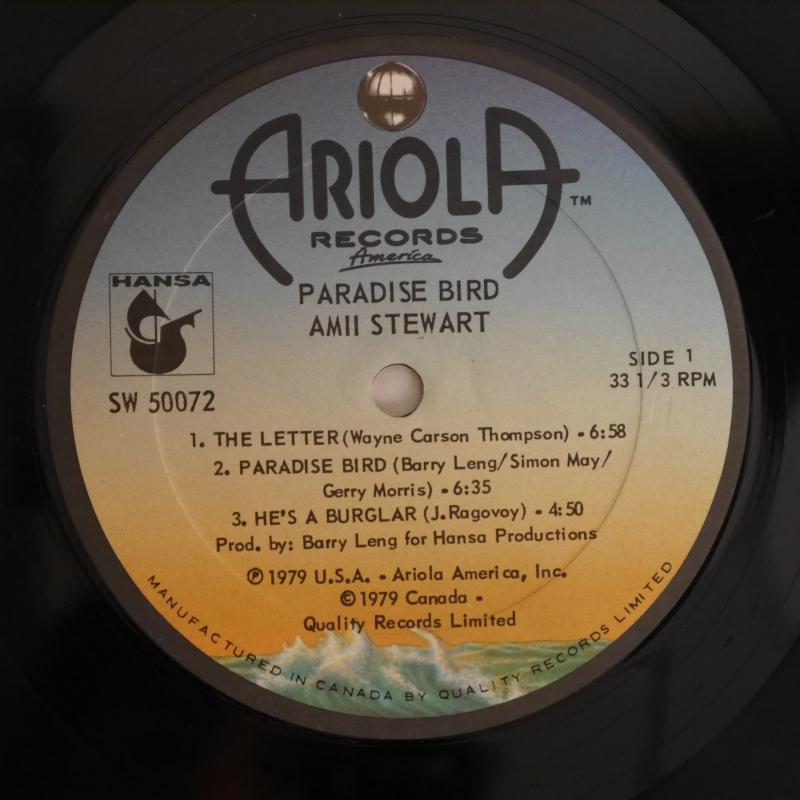 ARIOLA™
RECORDS
America
PARADISE BIRD
AMII STEWART
HANSA
SW 50072
SIDE 1
33 1/3 RPM
1. THE LETTER (Wayne Carson Thompson) - 6:58
2. PARADISE BIRD (Barry Leng/Simon May/
Gerry Morris) - 6:35
3. HE'S A BURGLAR (J.Ragovoy) - 4:50
Prod. by: Barry Leng for Hansa Productions
℗ 1979 U.S.A. - Ariola America, Inc.
© 1979 Canada -
Quality Records Limited
MANUFACTURED IN CANADA BY QUALITY RECORDS LIMITED